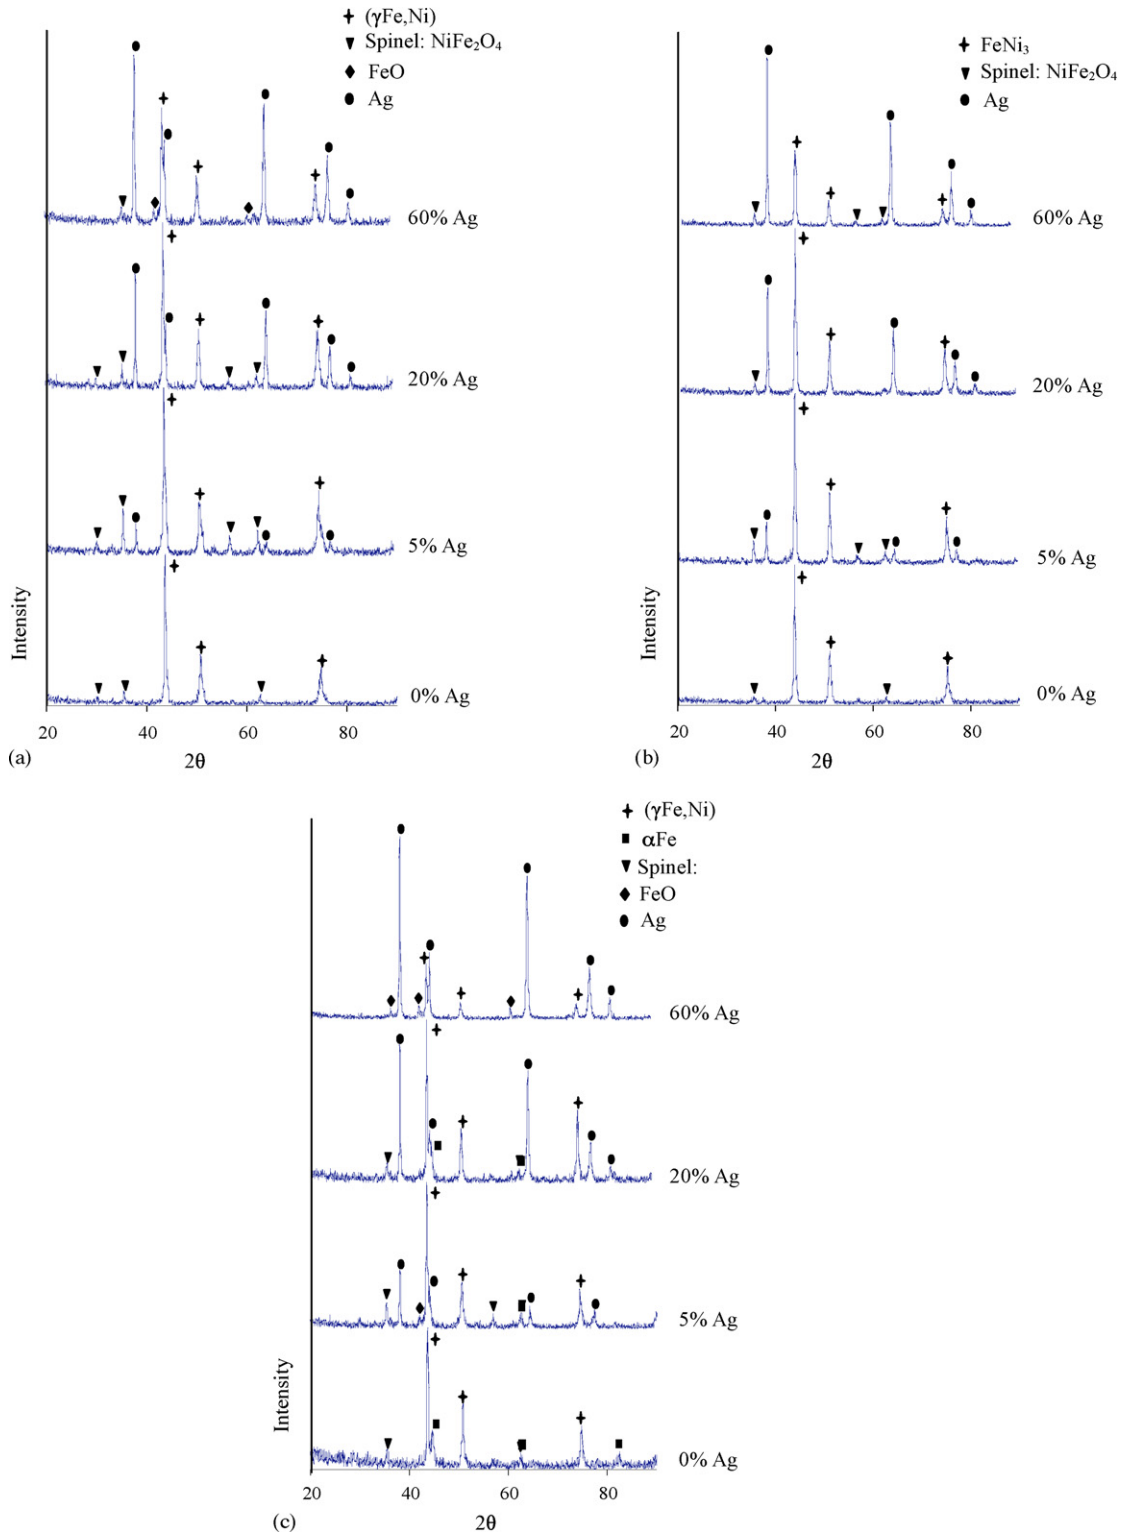 (γFe,Ni)
Spinel: NiFe₂O₄
FeO
Ag
60% Ag
20% Ag
5% Ag
0% Ag
Intensity
20 40 60 80
(a) 2θ
FeNi₃
Spinel: NiFe₂O₄
Ag
60% Ag
20% Ag
5% Ag
0% Ag
Intensity
20 40 60 80
(b) 2θ
(γFe,Ni)
αFe
Spinel:
FeO
Ag
60% Ag
20% Ag
5% Ag
0% Ag
Intensity
20 40 60 80
(c) 2θ